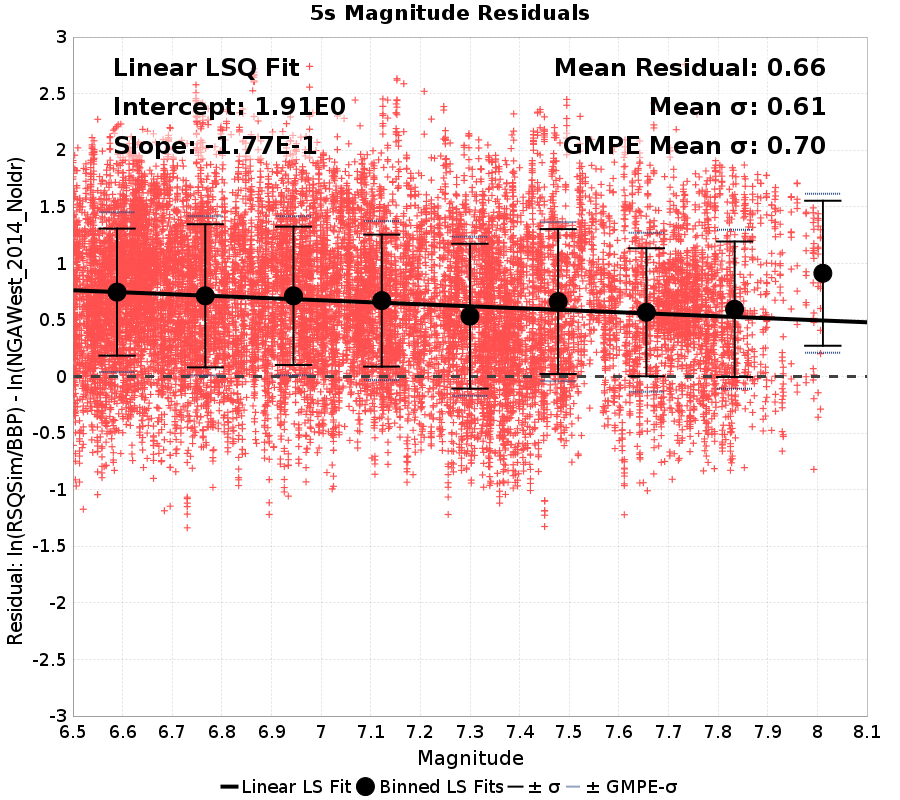 5s Magnitude Residuals
Linear LSQ Fit
Intercept: 1.91E0
Slope: -1.77E-1
Mean Residual: 0.66
Mean σ: 0.61
GMPE Mean σ: 0.70
Residual: ln(RSQSim/BBP) - ln(NGAWest_2014_NoIdr)
3
2.5
2
1.5
1
0.5
0
-0.5
-1
-1.5
-2
-2.5
-3
6.5 6.6 6.7 6.8 6.9 7 7.1 7.2 7.3 7.4 7.5 7.6 7.7 7.8 7.9 8 8.1
Magnitude
Linear LS Fit Binned LS Fits ± σ ± GMPE-σ